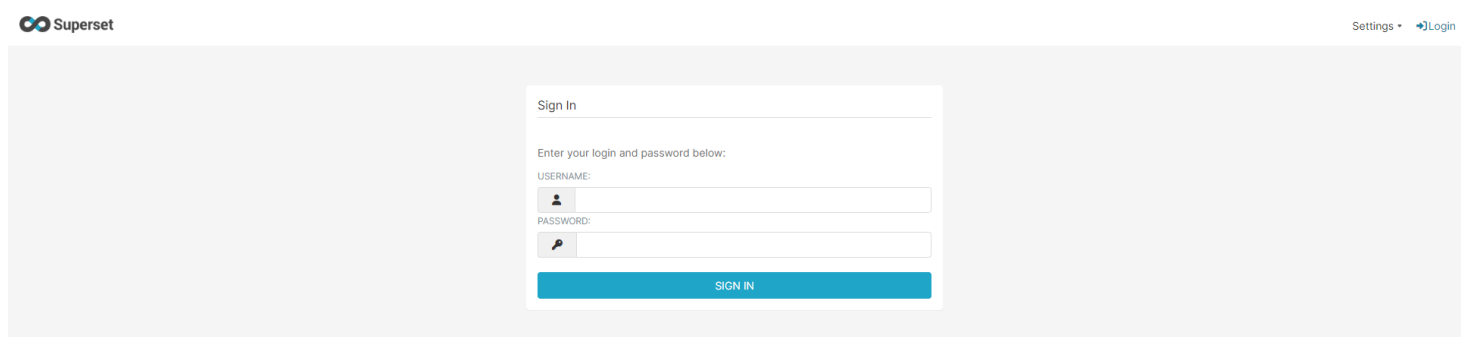 Superset
Settings
Login
Sign In
Enter your login and password below:
USERNAME:
PASSWORD:
SIGN IN